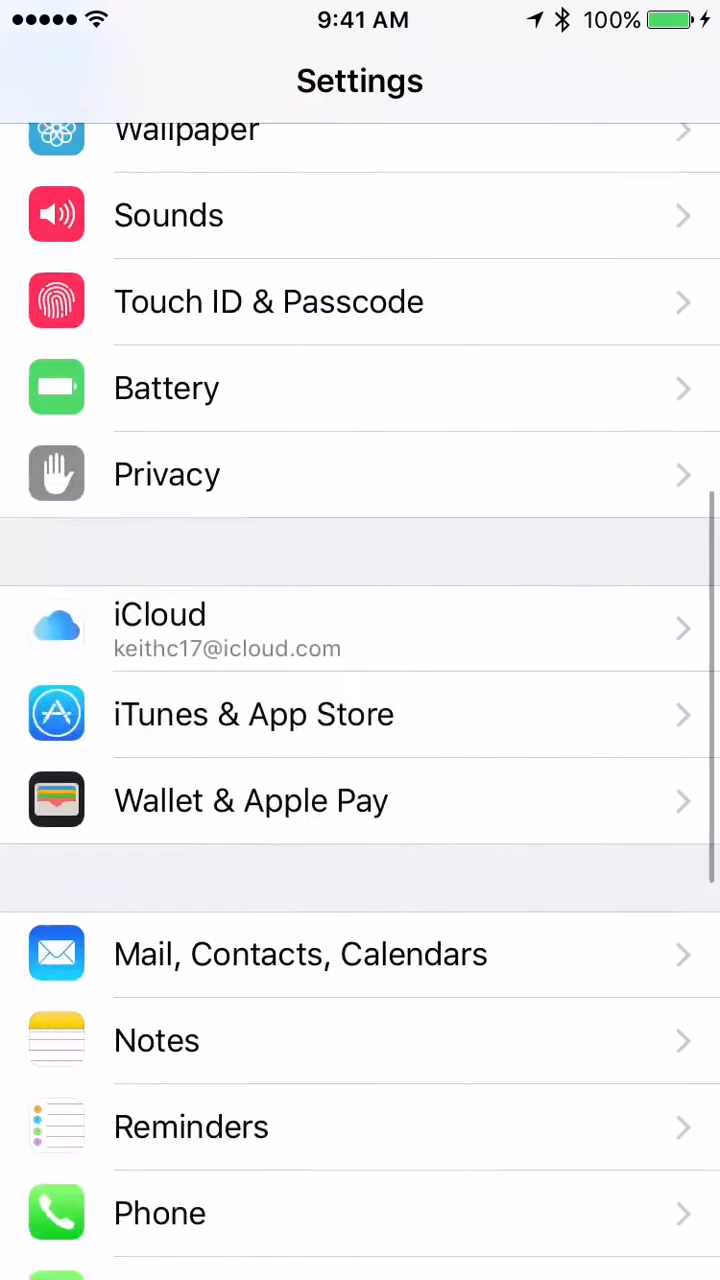 9:41 AM
100%
Settings
Wallpaper
Sounds
Touch ID & Passcode
Battery
Privacy
iCloud
keithc17@icloud.com
iTunes & App Store
Wallet & Apple Pay
Mail, Contacts, Calendars
Notes
Reminders
Phone